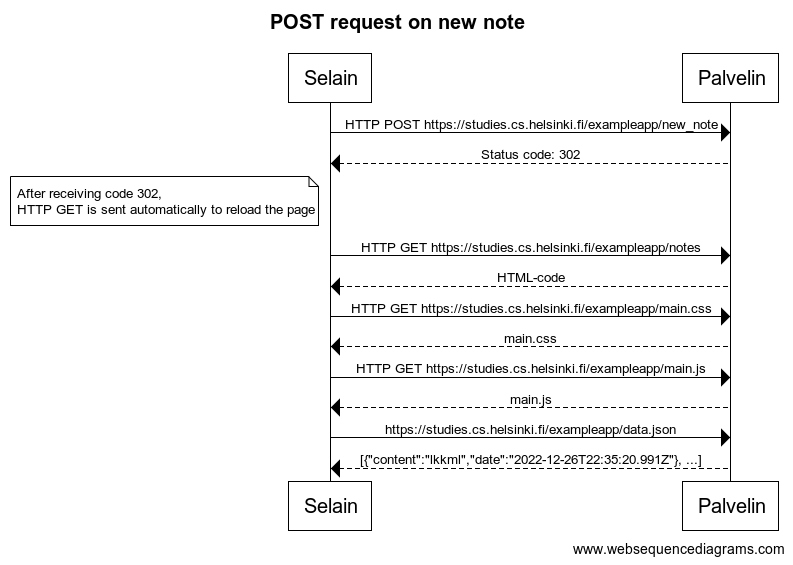 POST request on new note
Selain
Palvelin
HTTP POST https://studies.cs.helsinki.fi/exampleapp/new_note
Status code: 302
After receiving code 302,
HTTP GET is sent automatically to reload the page
HTTP GET https://studies.cs.helsinki.fi/exampleapp/notes
HTML-code
HTTP GET https://studies.cs.helsinki.fi/exampleapp/main.css
main.css
HTTP GET https://studies.cs.helsinki.fi/exampleapp/main.js
main.js
https://studies.cs.helsinki.fi/exampleapp/data.json
[{"content":"lkkml","date":"2022-12-26T22:35:20.991Z"}, ...]
Selain
Palvelin
www.websequencediagrams.com